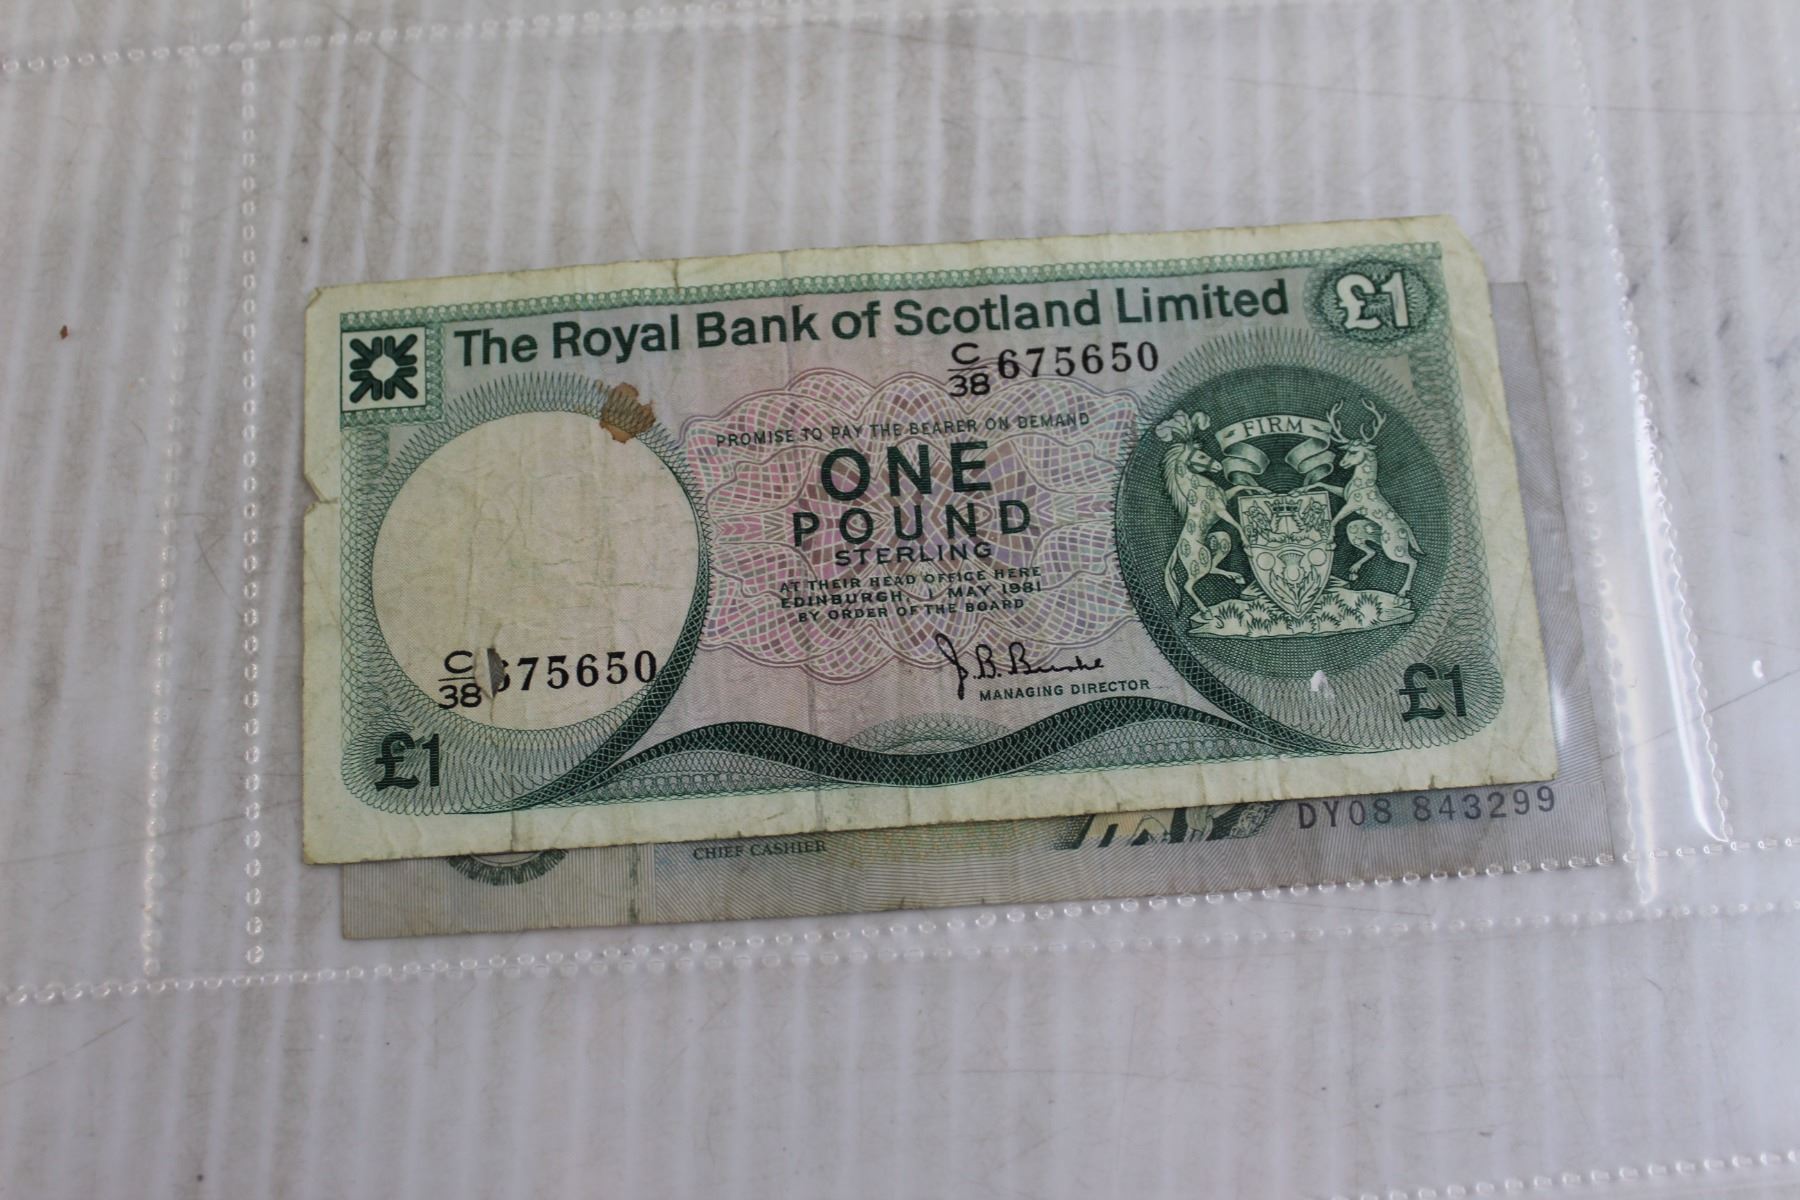 The Royal Bank of Scotland Limited
£1
C/38 675650
PROMISE TO PAY THE BEARER ON DEMAND
ONE
POUND
STERLING
AT THEIR HEAD OFFICE HERE
EDINBURGH, 1 MAY 1981
BY ORDER OF THE BOARD
J.B. Burke
MANAGING DIRECTOR
FIRM
C/38 675650
£1
£1
CHIEF CASHIER
DY08 843299